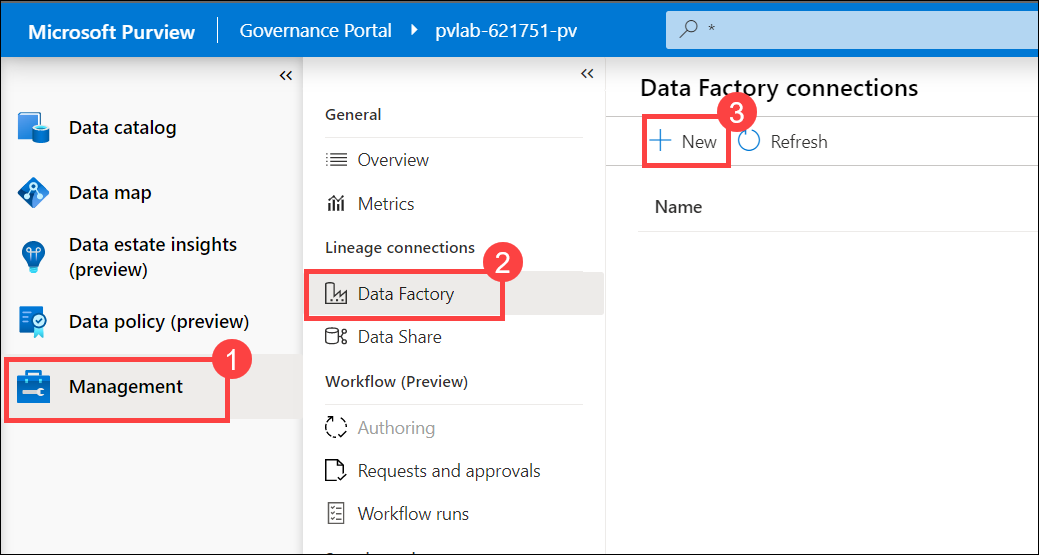 Microsoft Purview
Governance Portal
pvlab-621751-pv
*
Data catalog
Data map
Data estate insights
(preview)
Data policy (preview)
1
Management
General
Overview
Metrics
Lineage connections
2
Data Factory
Data Share
Workflow (Preview)
Authoring
Requests and approvals
Workflow runs
Data Factory connections
3
New
Refresh
Name